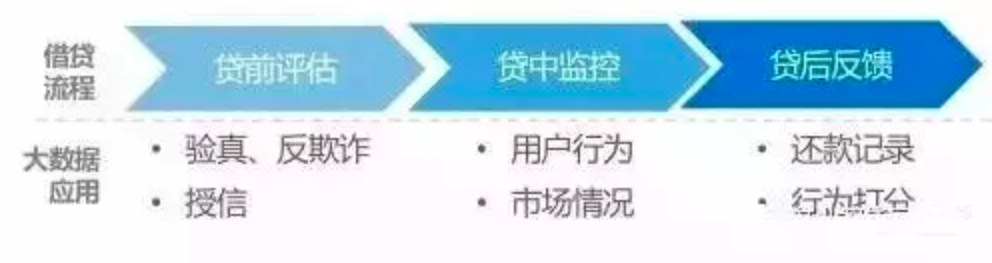 借贷
流程
贷前评估
贷中监控
贷后反馈
大数据
应用
• 验真、反欺诈
• 授信
• 用户行为
• 市场情况
• 还款记录
• 行为打分